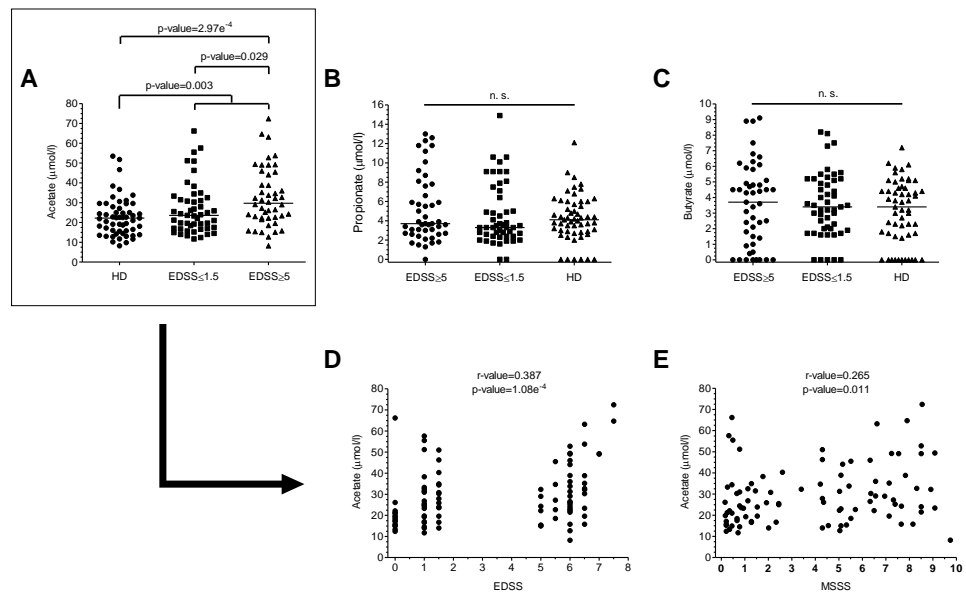 A
p-value=2.97e⁻⁴
p-value=0.029
p-value=0.003
Acetate (μmol/l)
80
70
60
50
40
30
20
10
0
HD
EDSS≤1.5
EDSS≥5
B
n. s.
Propionate (μmol/l)
16
14
12
10
8
6
4
2
0
EDSS≥5
EDSS≤1.5
HD
C
n. s.
Butyrate (μmol/l)
10
9
8
7
6
5
4
3
2
1
0
EDSS≥5
EDSS≤1.5
HD
D
r-value=0.387
p-value=1.08e⁻⁴
Acetate (μmol/l)
80
70
60
50
40
30
20
10
0
0 1 2 3 4 5 6 7 8
EDSS
E
r-value=0.265
p-value=0.011
Acetate (μmol/l)
80
70
60
50
40
30
20
10
0
0 1 2 3 4 5 6 7 8 9 10
MSSS